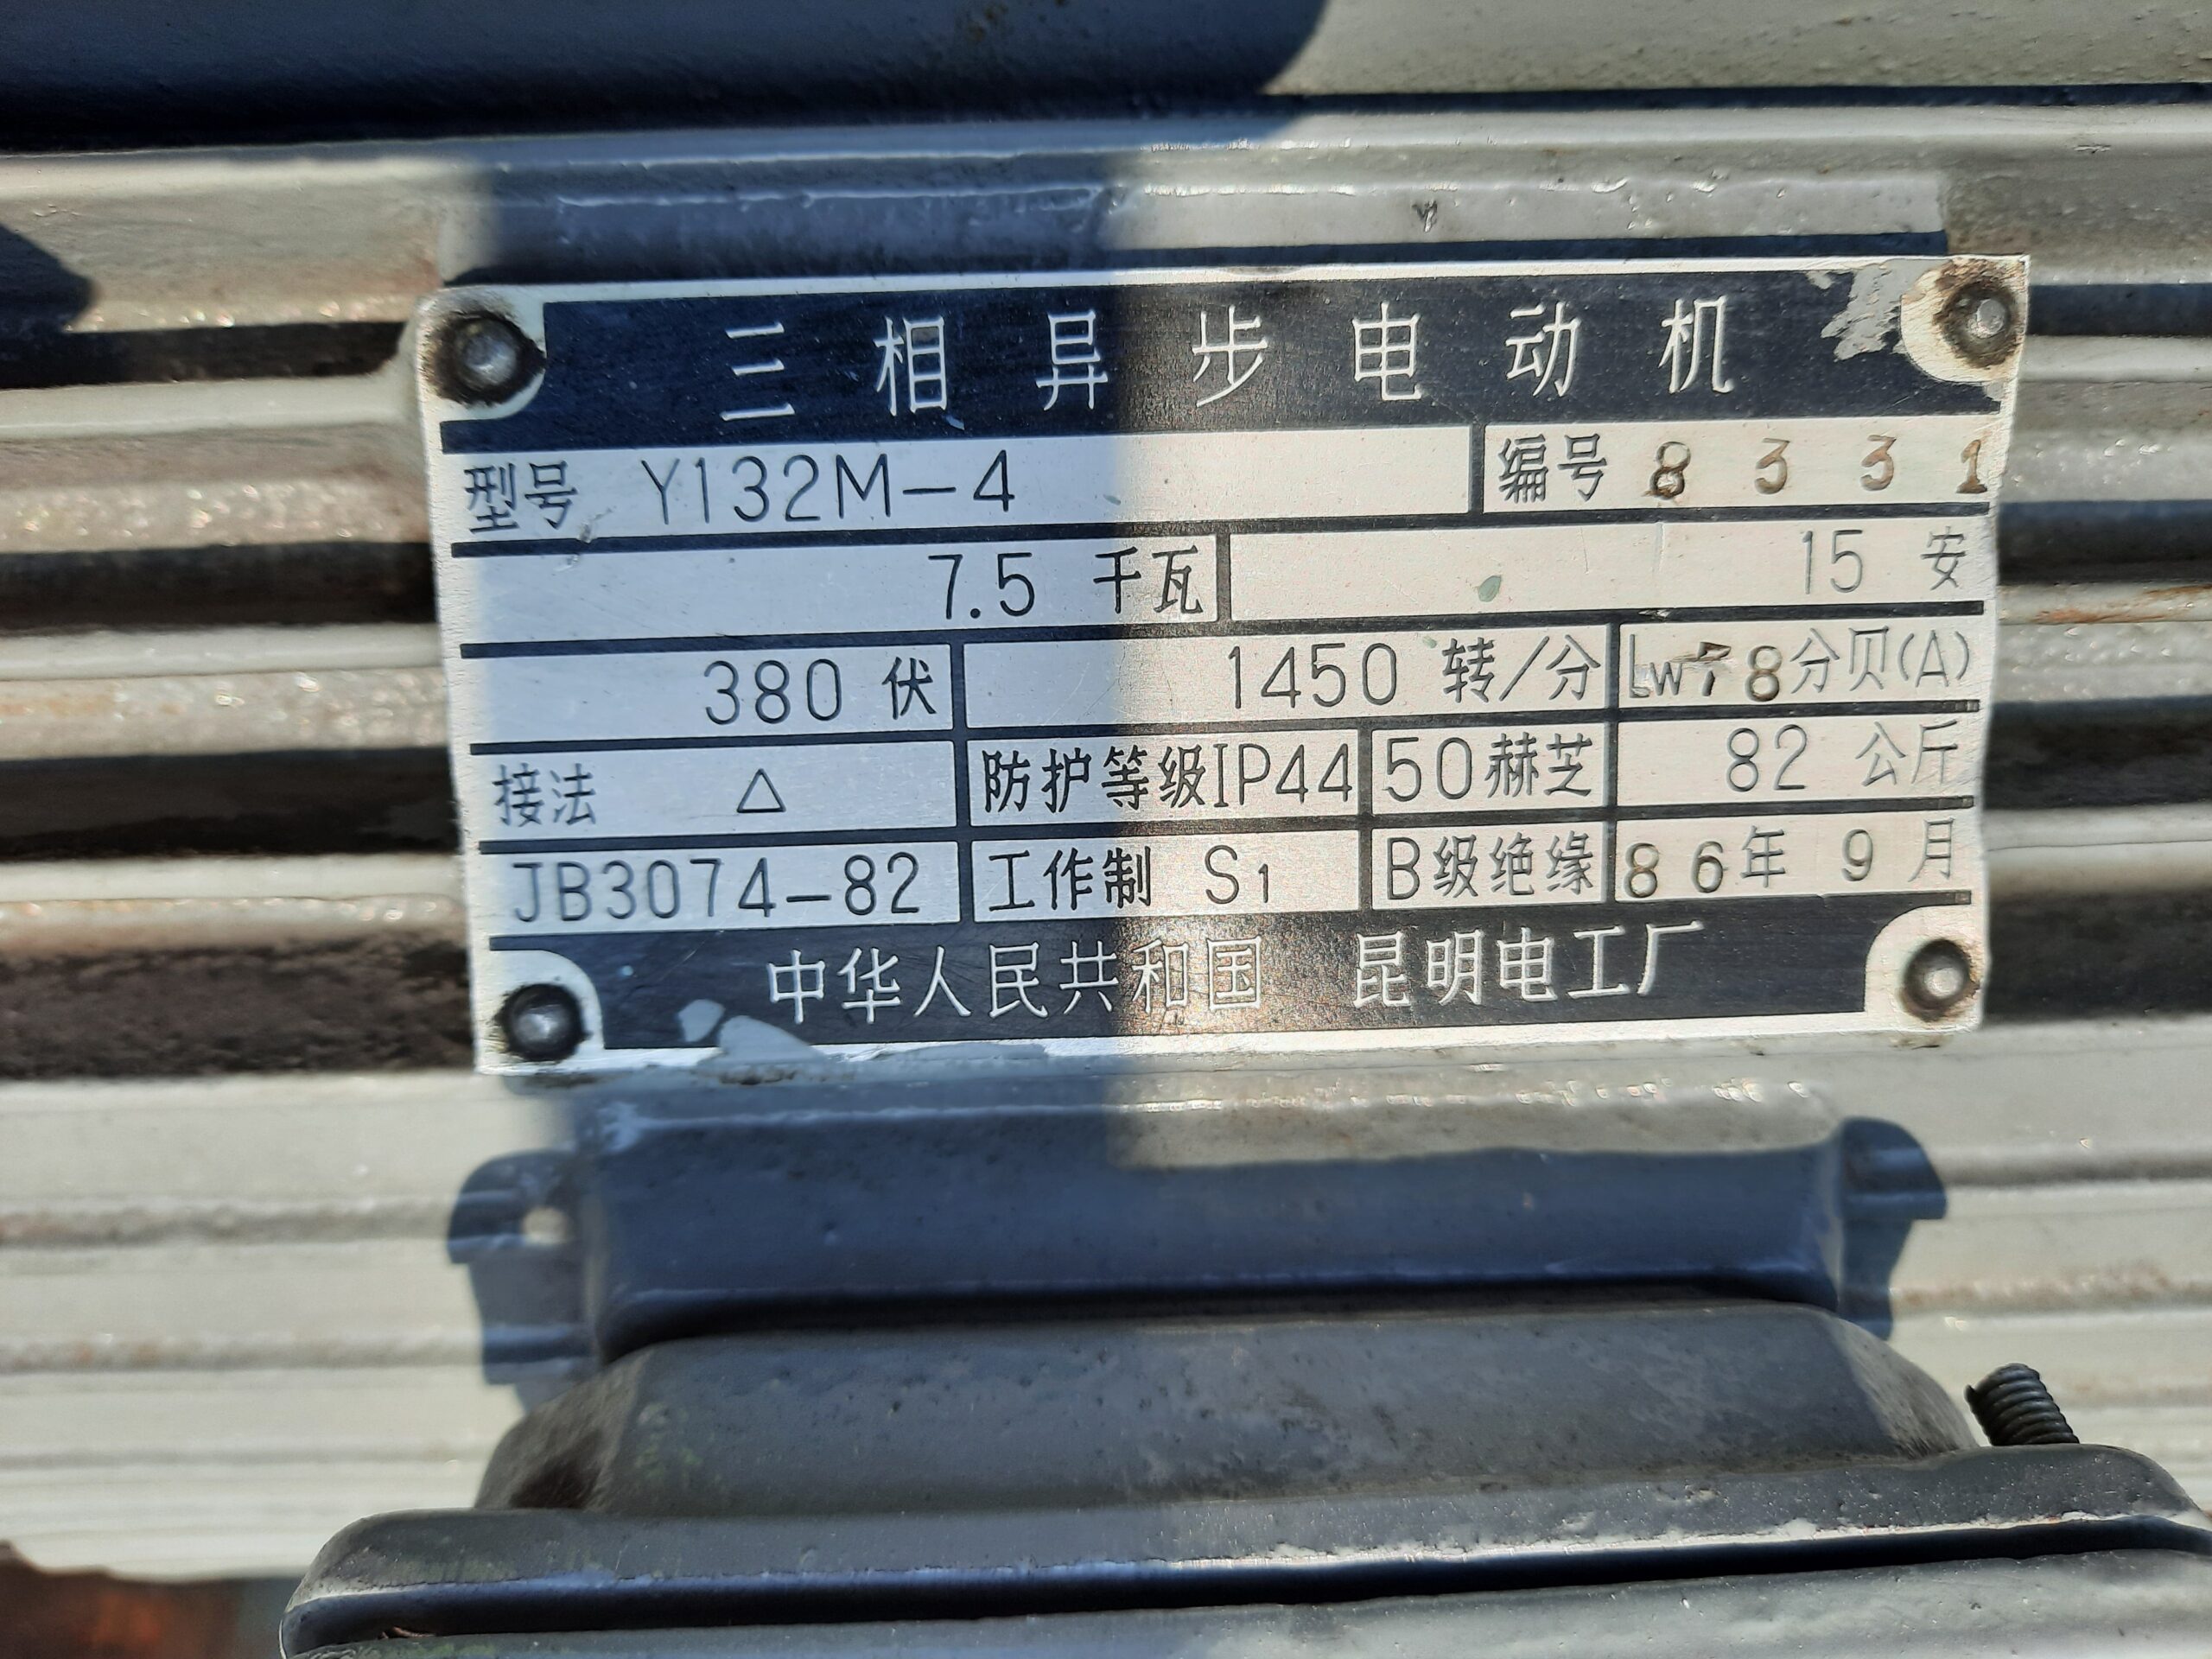 三相异步电动机
型号 Y132M-4 编号 8331
7.5 千瓦 15 安
380 伏 1450 转/分 Lw78分贝(A)
接法 △ 防护等级IP44 50赫芝 82 公斤
JB3074-82 工作制 S1 B级绝缘 86年 9月
中华人民共和国 昆明电工厂